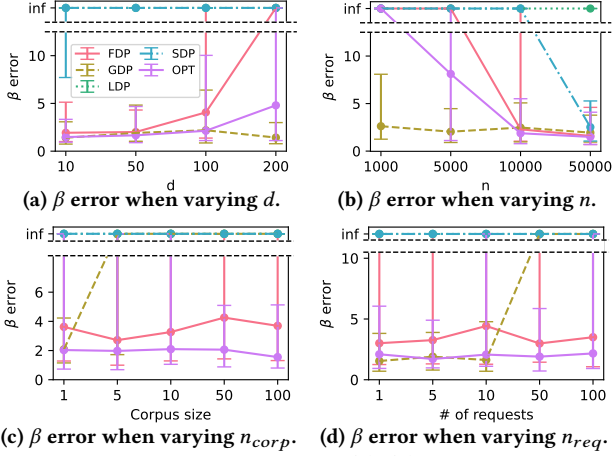 inf
10
5
0
β error
FDP
GDP
LDP
SDP
OPT
10
50
100
200
d
(a) β error when varying d.
inf
10
5
0
β error
1000
5000
10000
50000
n
(b) β error when varying n.
inf
6
4
2
0
β error
1
5
10
50
100
Corpus size
(c) β error when varying n_corp.
inf
10
5
0
β error
1
5
10
50
100
# of requests
(d) β error when varying n_req.